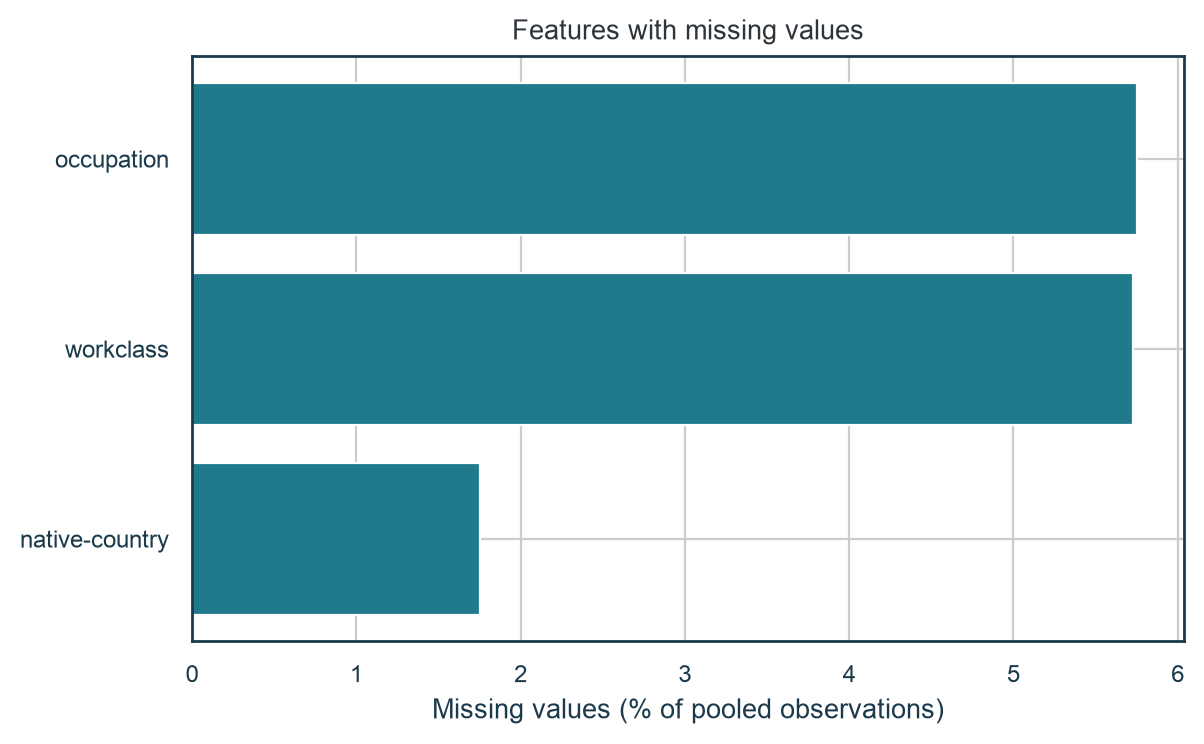 Features with missing values
occupation
workclass
native-country
0 1 2 3 4 5 6
Missing values (% of pooled observations)